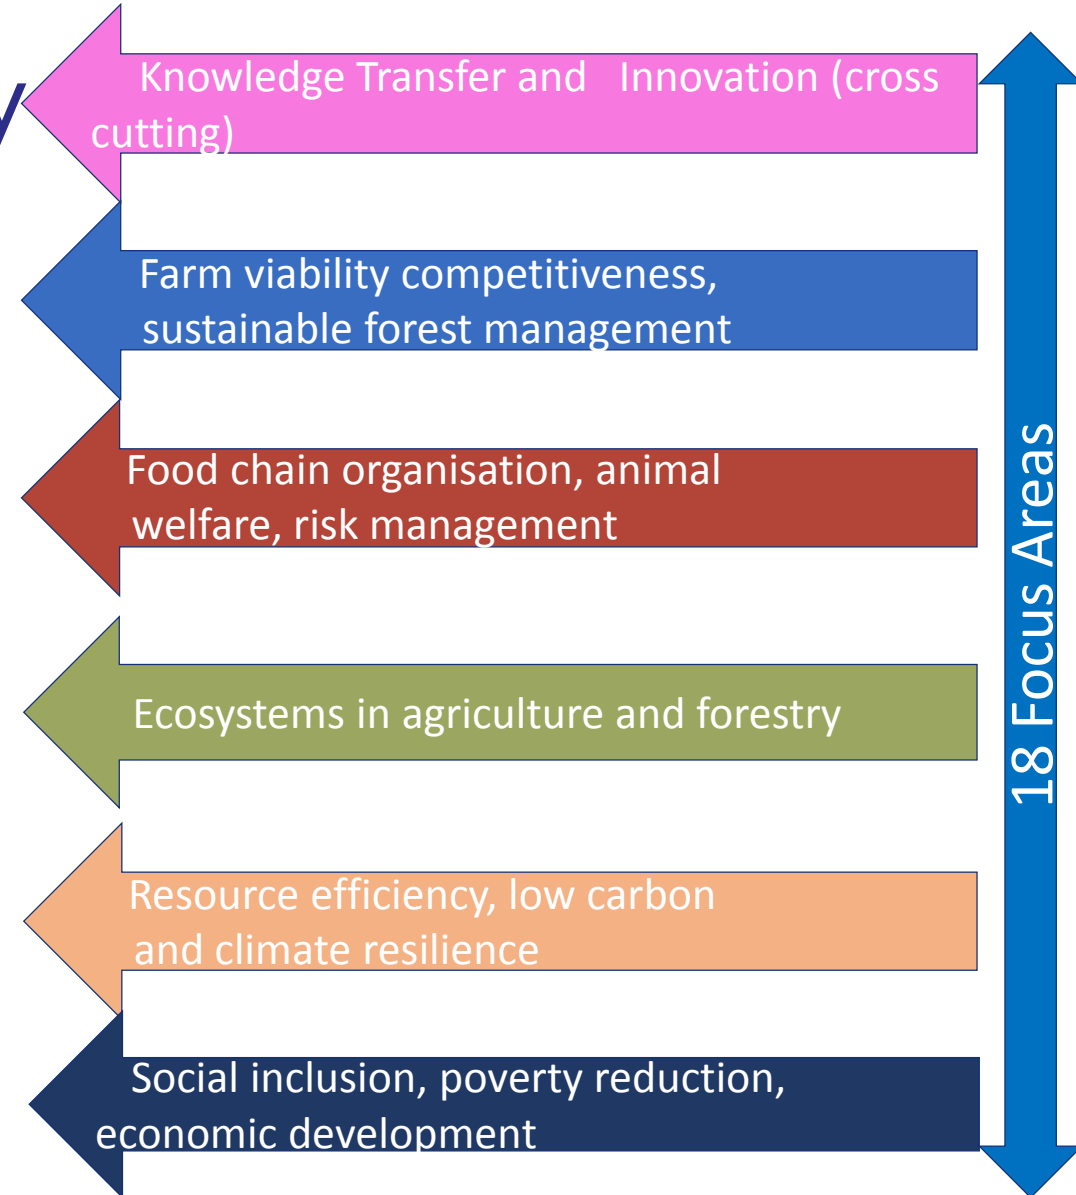 Knowledge Transfer and Innovation (cross
cutting)
Farm viability competitiveness,
sustainable forest management
Food chain organisation, animal
welfare, risk management
Ecosystems in agriculture and forestry
Resource efficiency, low carbon
and climate resilience
Social inclusion, poverty reduction,
economic development
18 Focus Areas